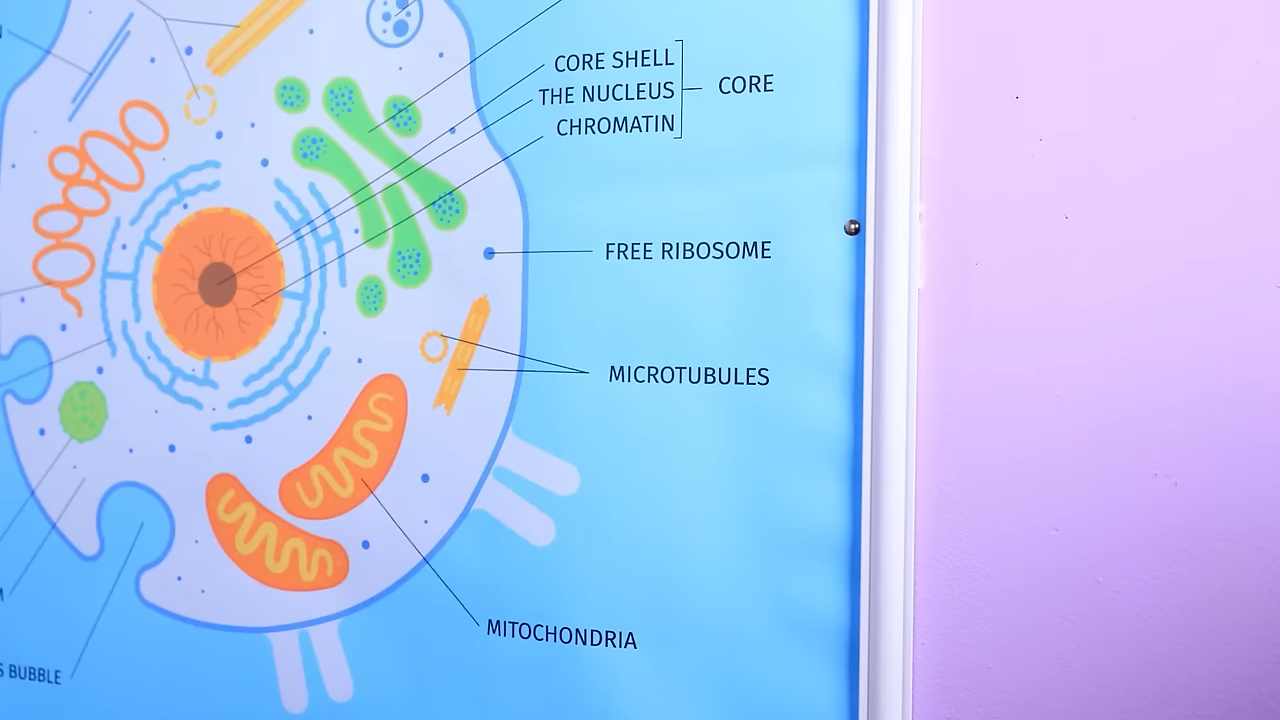 CORE SHELL
THE NUCLEUS
CHROMATIN
CORE
FREE RIBOSOME
MICROTUBULES
MITOCHONDRIA
BUBBLE